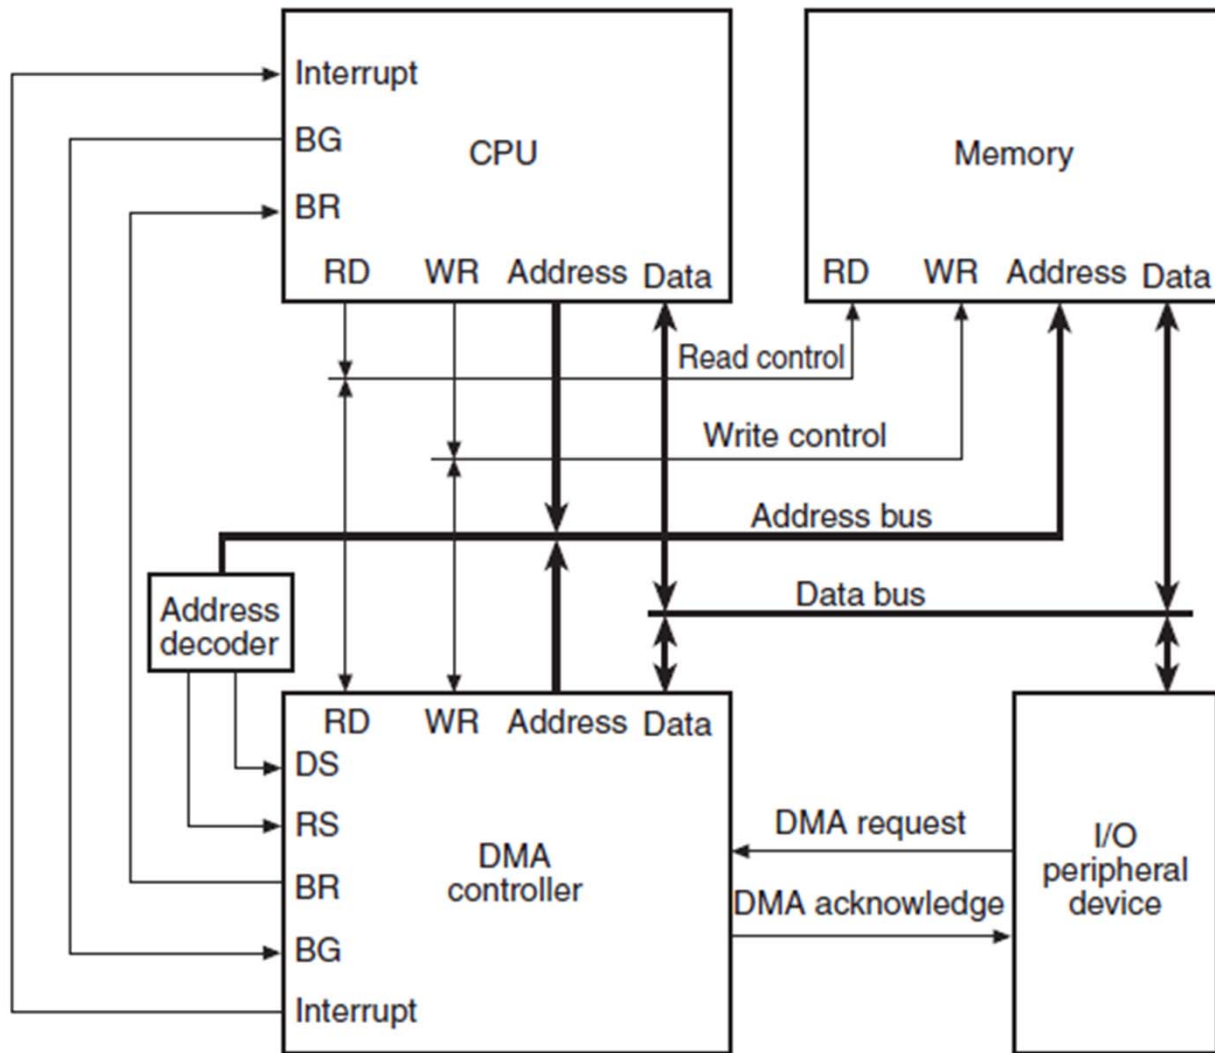 Interrupt
BG
CPU
Memory
BR
RD WR Address Data
RD WR Address Data
Read control
Write control
Address bus
Data bus
Address
decoder
RD WR Address Data
DS
RS
DMA
controller
BR
BG
Interrupt
DMA request
DMA acknowledge
I/O
peripheral
device